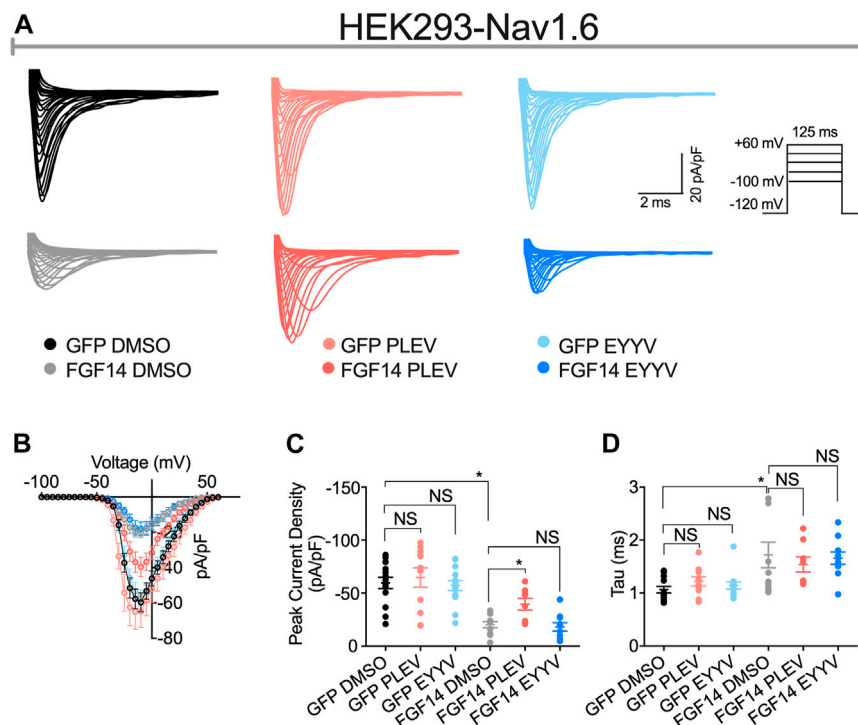 A
HEK293-Nav1.6
125 ms
+60 mV
-100 mV
-120 mV
20 pA/pF
2 ms
GFP DMSO
FGF14 DMSO
GFP PLEV
FGF14 PLEV
GFP EYYV
FGF14 EYYV
B
Voltage (mV)
-100 -50 50
pA/pF
-40
-60
-80
C
Peak Current Density
(pA/pF)
-150
-100
-50
0
*
NS
NS
NS
*
GFP DMSO
GFP PLEV
GFP EYYV
FGF14 DMSO
FGF14 PLEV
FGF14 EYYV
D
Tau (ms)
3
2
1
0
NS
*
NS
NS
NS
GFP DMSO
GFP PLEV
GFP EYYV
FGF14 DMSO
FGF14 PLEV
FGF14 EYYV